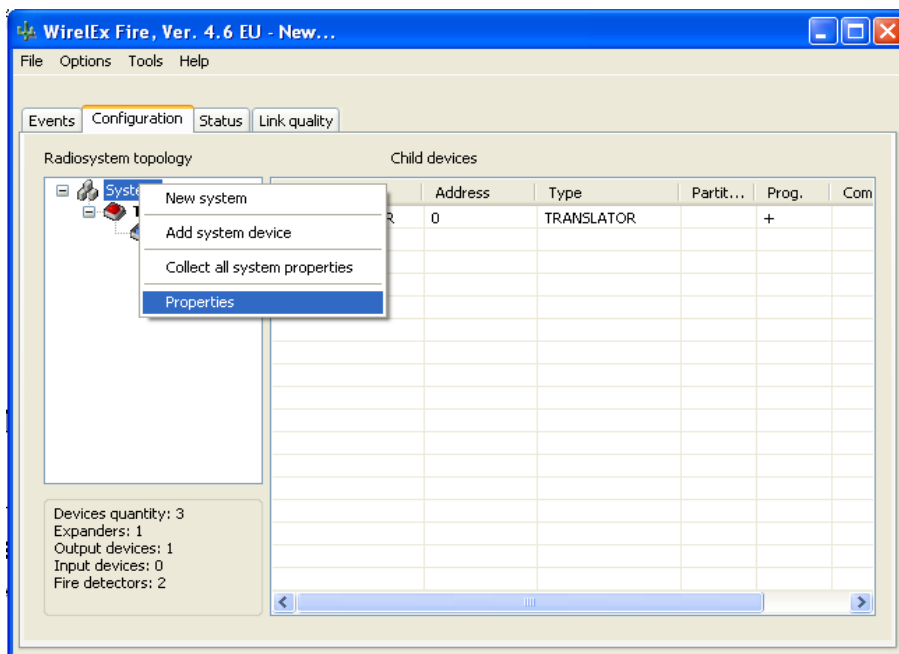 WirelEx Fire, Ver. 4.6 EU - New...
File Options Tools Help
Events Configuration Status Link quality
Radiosystem topology Child devices
Address Type Partit... Prog. Com
New system
R 0 TRANSLATOR +
Add system device
Collect all system properties
Properties
Devices quantity: 3
Expanders: 1
Output devices: 1
Input devices: 0
Fire detectors: 2